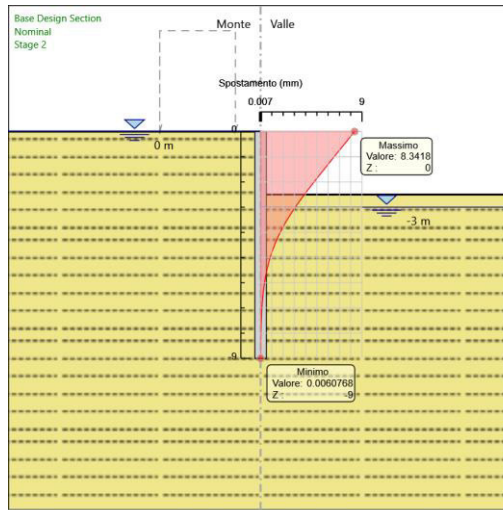 Base Design Section
Nominal
Stage 2
Monte
Valle
Spostamento (mm)
0.007
9
0
0 m
Massimo
Valore: 8.3418
Z : 0
-3 m
-9
Minimo
Valore: 0.0060768
Z : -9